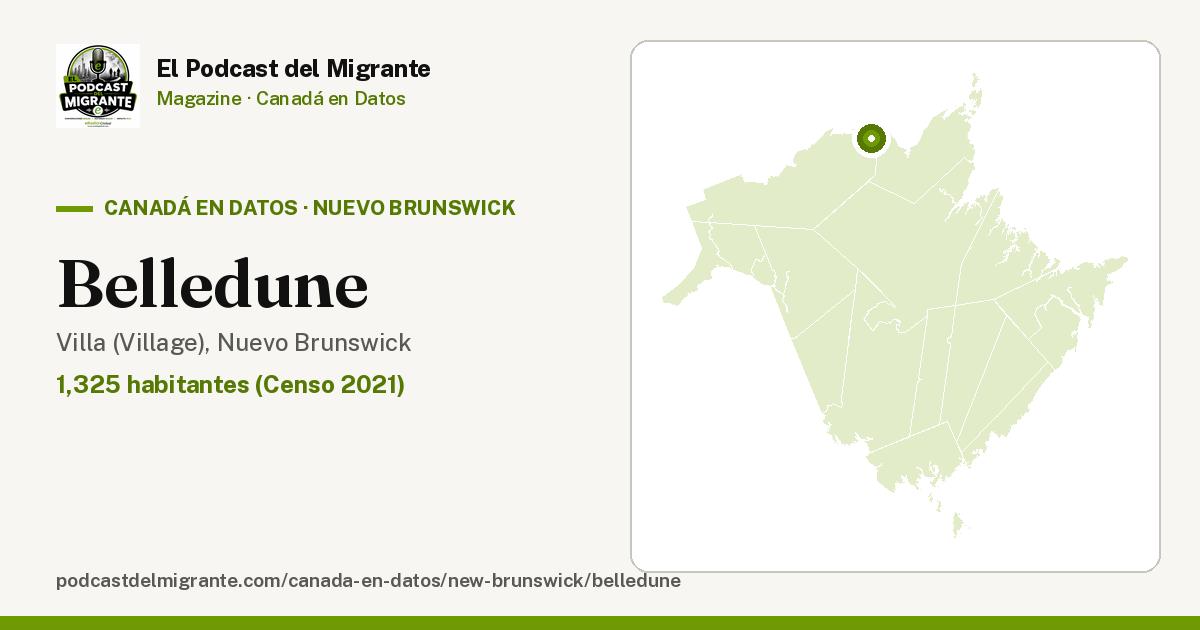 EL
PODCAST
DEL
MIGRANTE
El Podcast del Migrante
Magazine · Canadá en Datos
CANADÁ EN DATOS · NUEVO BRUNSWICK
Belledune
Villa (Village), Nuevo Brunswick
1,325 habitantes (Censo 2021)
podcastdelmigrante.com/canada-en-datos/new-brunswick/belledune